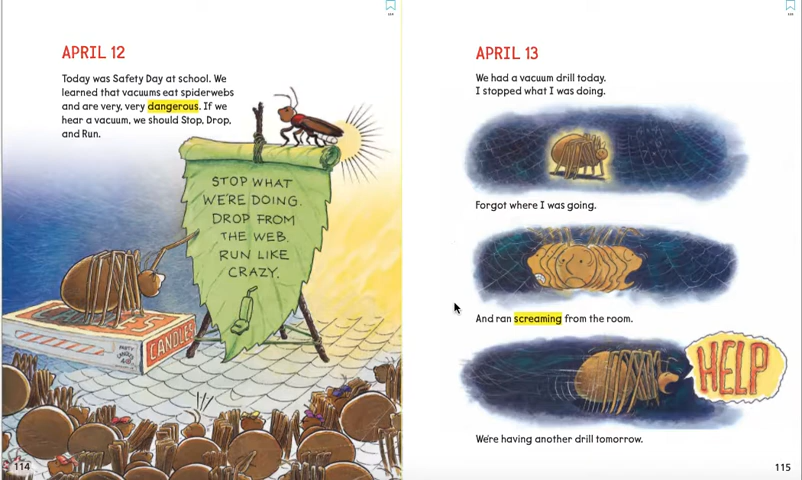 APRIL 12
Today was Safety Day at school. We
learned that vacuums eat spiderwebs
and are very, very dangerous. If we
hear a vacuum, we should Stop, Drop,
and Run.
STOP WHAT
WE'RE DOING.
DROP FROM
THE WEB.
RUN LIKE
CRAZY.
CANDLES
114
APRIL 13
We had a vacuum drill today.
I stopped what I was doing.
Forgot where I was going.
And ran screaming from the room.
HELP
We're having another drill tomorrow.
115